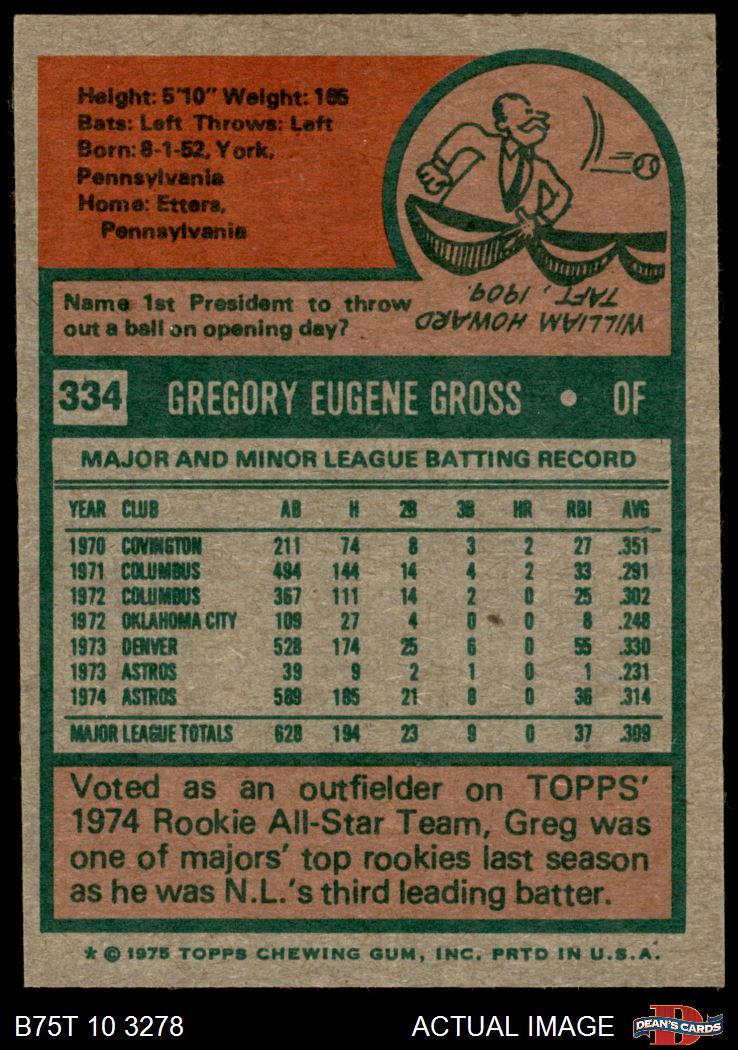 Height: 5'10" Weight: 165
Bats: Left Throws: Left
Born: 8-1-52, York,
Pennsylvania
Home: Etters,
Pennsylvania
Name 1st President to throw
out a ball on opening day?
WILLIAM HOWARD
TAFT, 1909.
334 GREGORY EUGENE GROSS • OF
MAJOR AND MINOR LEAGUE BATTING RECORD
YEAR CLUB AB H 2B 3B HR RBI AVG
1970 COVINGTON 211 74 8 3 2 27 .351
1971 COLUMBUS 494 144 14 4 2 33 .291
1972 COLUMBUS 367 111 14 2 0 25 .302
1972 OKLAHOMA CITY 109 27 4 0 0 8 .248
1973 DENVER 528 174 25 6 0 55 .330
1973 ASTROS 39 9 2 1 0 1 .231
1974 ASTROS 589 185 21 8 0 36 .314
MAJOR LEAGUE TOTALS 628 194 23 9 0 37 .309
Voted as an outfielder on TOPPS'
1974 Rookie All-Star Team, Greg was
one of majors' top rookies last season
as he was N.L.'s third leading batter.
* © 1975 TOPPS CHEWING GUM, INC. PRTD IN U.S.A.
B75T 10 3278 ACTUAL IMAGE DEAN'S CARDS